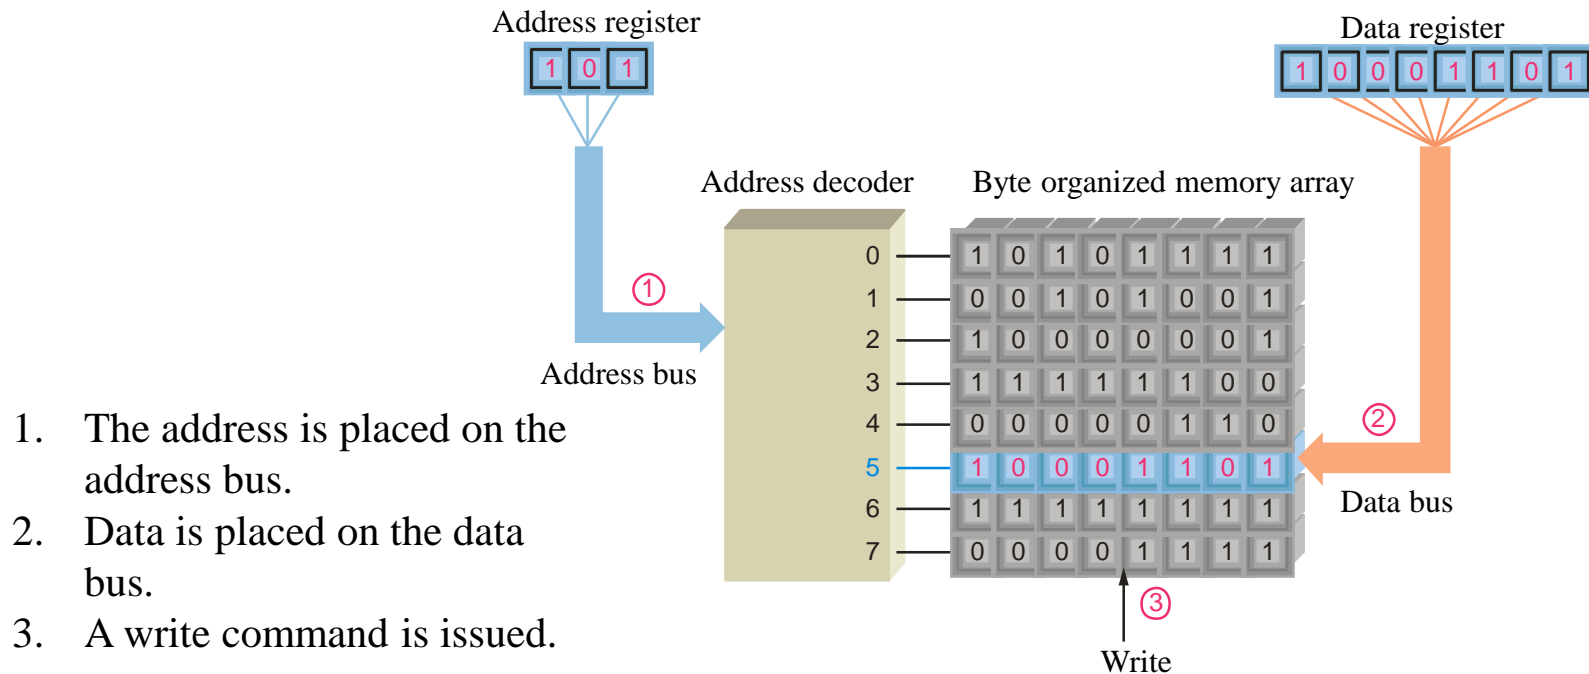 Address register
1 0 1
Data register
1 0 0 0 1 1 0 1
Address decoder
Byte organized memory array
0 1 0 1 0 1 1 1 1
1 0 0 1 0 1 0 0 1
2 1 0 0 0 0 0 0 1
3 1 1 1 1 1 1 0 0
4 0 0 0 0 0 1 1 0
5 1 0 0 0 1 1 0 1
6 1 1 1 1 1 1 1 1
7 0 0 0 0 1 1 1 1
1
Address bus
2
Data bus
3
Write
1. The address is placed on the
address bus.
2. Data is placed on the data
bus.
3. A write command is issued.